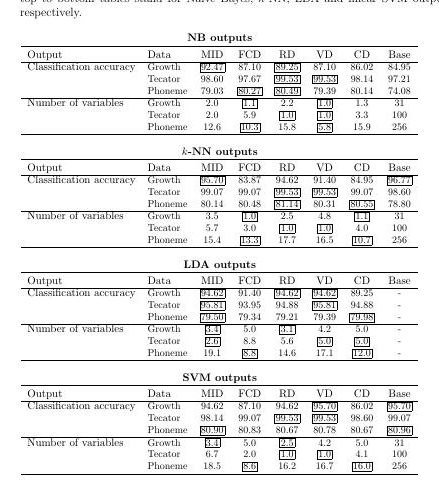 respectively.
NB outputs
Output Data MID FCD RD VD CD Base
Classification accuracy Growth 92.47 87.10 89.25 87.10 86.02 84.95
Tecator 98.60 97.67 99.53 99.53 98.14 97.21
Phoneme 79.03 80.27 80.49 79.39 80.14 74.08
Number of variables Growth 2.0 1.1 2.2 1.0 1.3 31
Tecator 2.0 5.9 1.0 1.0 3.3 100
Phoneme 12.6 10.3 15.8 5.8 15.9 256
k-NN outputs
Output Data MID FCD RD VD CD Base
Classification accuracy Growth 95.70 83.87 94.62 91.40 84.95 96.77
Tecator 99.07 99.07 99.53 99.53 99.07 98.60
Phoneme 80.14 80.48 81.14 80.31 80.55 78.80
Number of variables Growth 3.5 1.0 2.5 4.8 1.1 31
Tecator 5.7 3.0 1.0 1.0 4.0 100
Phoneme 15.4 13.3 17.7 16.5 10.7 256
LDA outputs
Output Data MID FCD RD VD CD Base
Classification accuracy Growth 94.62 91.40 94.62 94.62 89.25 -
Tecator 95.81 93.95 94.88 95.81 94.88 -
Phoneme 79.50 79.34 79.21 79.39 79.98 -
Number of variables Growth 3.4 5.0 3.1 4.2 5.0 -
Tecator 2.6 8.8 5.6 5.0 5.0 -
Phoneme 19.1 8.8 14.6 17.1 12.0 -
SVM outputs
Output Data MID FCD RD VD CD Base
Classification accuracy Growth 94.62 87.10 94.62 95.70 86.02 95.70
Tecator 98.14 99.07 99.53 99.53 98.60 99.07
Phoneme 80.90 80.83 80.67 80.78 80.67 80.96
Number of variables Growth 3.4 5.0 2.5 4.2 5.0 31
Tecator 6.7 2.0 1.0 1.0 4.1 100
Phoneme 18.5 8.6 16.2 16.7 16.0 256